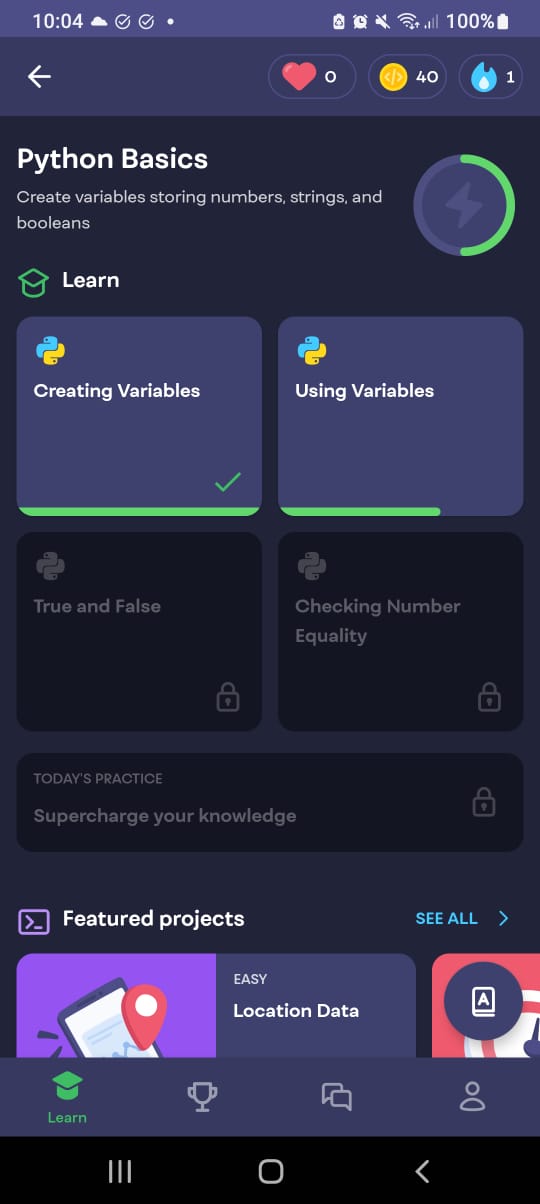 10:04
100%
0
40
1
Python Basics
Create variables storing numbers, strings, and
booleans
Learn
Creating Variables
Using Variables
True and False
Checking Number
Equality
TODAY'S PRACTICE
Supercharge your knowledge
Featured projects
SEE ALL
EASY
Location Data
A
Learn